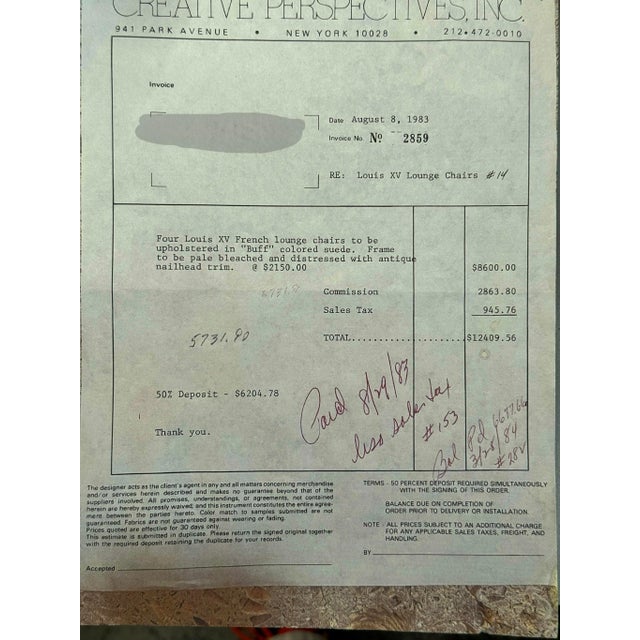 CREATIVE PERSPECTIVES, INC.
941 PARK AVENUE • NEW YORK 10028 • 212•472-0010
Invoice
Date August 8, 1983
Invoice No. Nº 2859
RE: Louis XV Lounge Chairs #14
Four Louis XV French lounge chairs to be
upholstered in "Buff" colored suede. Frame
to be pale bleached and distressed with antique
nailhead trim. @ $2150.00 $8600.00
Commission 2863.80
Sales Tax 945.76
5731.90
TOTAL $12409.56
50% Deposit - $6204.78
Paid 8/29/83
less sales tax
#153
Bal Pd
3/28/84
Thank you.
The designer acts as the client's agent in any and all matters concerning merchandise
and/or services herein described and makes no guarantee beyond that of the
suppliers involved. All promises, understandings, or agreements, not contained
herein are hereby expressly waived; and this instrument constitutes the entire agree-
ment between the parties hereto. Color match to samples submitted are not
guaranteed. Fabrics are not guaranteed against wearing or fading.
Prices quoted are effective for 30 days only.
This estimate is submitted in duplicate. Please return the signed original together
with the required deposit retaining the duplicate for your records.
Accepted
TERMS - 50 PERCENT DEPOSIT REQUIRED SIMULTANEOUSLY
WITH THE SIGNING OF THIS ORDER.
BALANCE DUE ON COMPLETION OF
ORDER PRIOR TO DELIVERY OR INSTALLATION.
NOTE - ALL PRICES SUBJECT TO AN ADDITIONAL CHARGE
FOR ANY APPLICABLE SALES TAXES, FREIGHT, AND
HANDLING.
BY